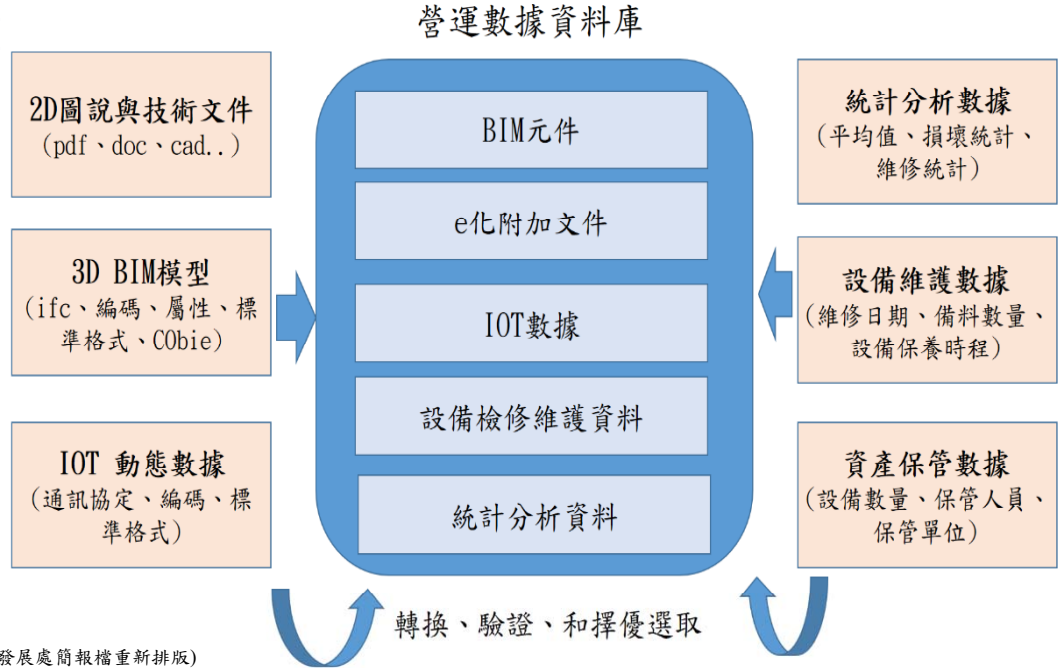 營運數據資料庫
2D圖說與技術文件
(pdf、doc、cad..)
3D BIM模型
(ifc、編碼、屬性、標
準格式、CObie)
IOT 動態數據
(通訊協定、編碼、標
準格式)
BIM元件
e化附加文件
IOT數據
設備檢修維護資料
統計分析資料
統計分析數據
(平均值、損壞統計、
維修統計)
設備維護數據
(維修日期、備料數量、
設備保養時程)
資產保管數據
(設備數量、保管人員、
保管單位)
轉換、驗證、和擇優選取
發展處簡報檔重新排版)